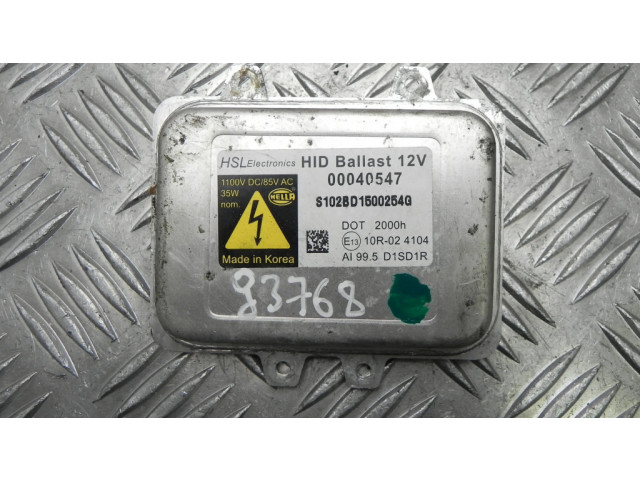 HSLElectronics HID Ballast 12V
00040547
1100V DC/85V AC
35W
nom.
HELLA
S102BD1500254G
DOT 2000h
E13 10R-02 4104
AI 99.5 D1SD1R
Made in Korea
93768